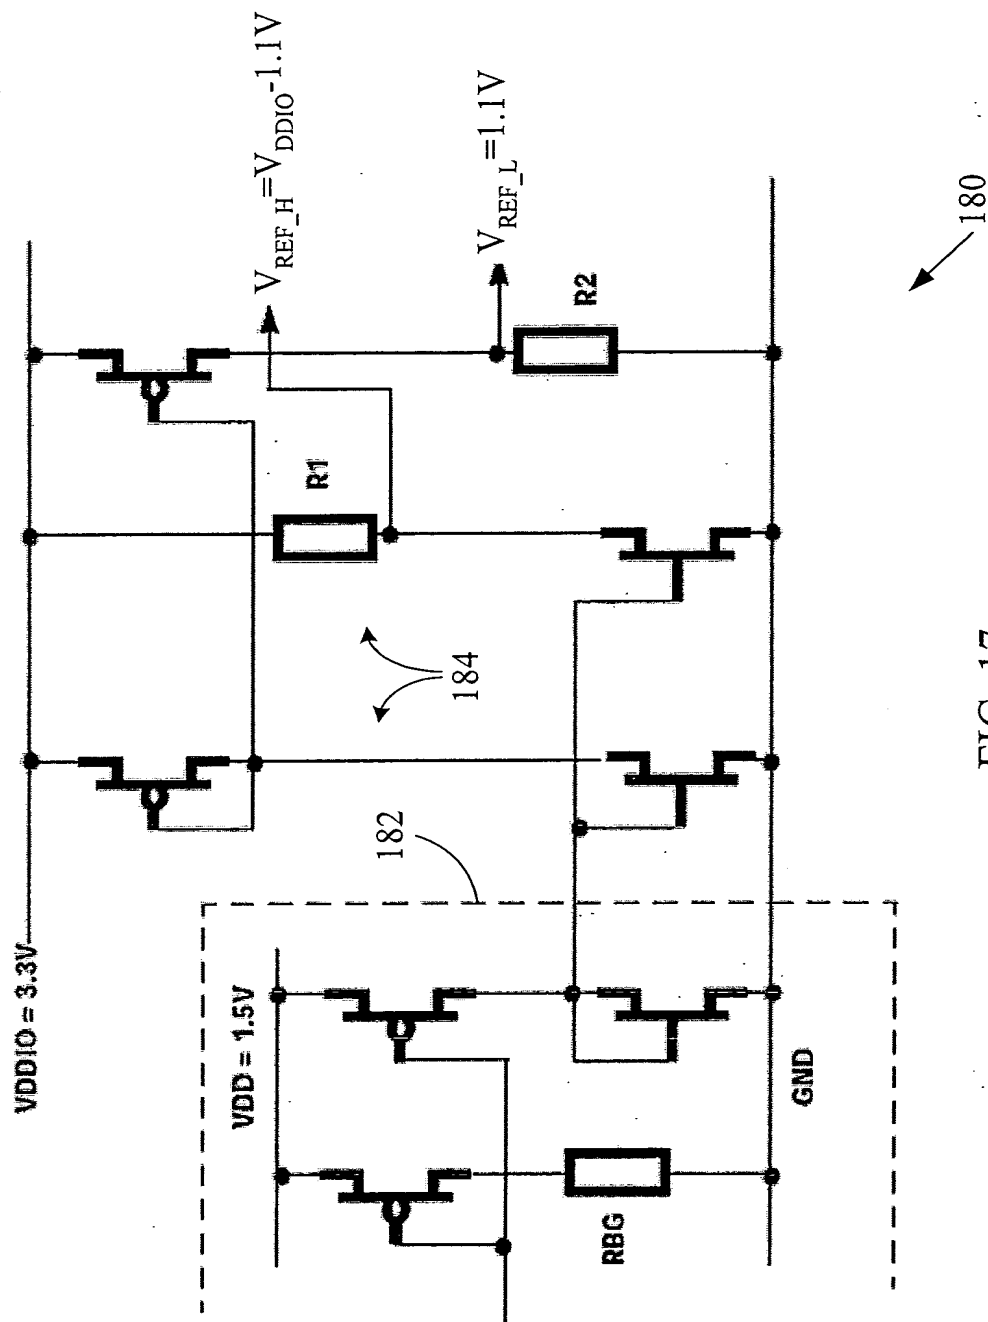 VDDIO = 3.3V
V_REF_H=V_DDIO-1.1V
V_REF_L=1.1V
R1
R2
184
182
VDD = 1.5V
RBG
GND
180
FIG. 17